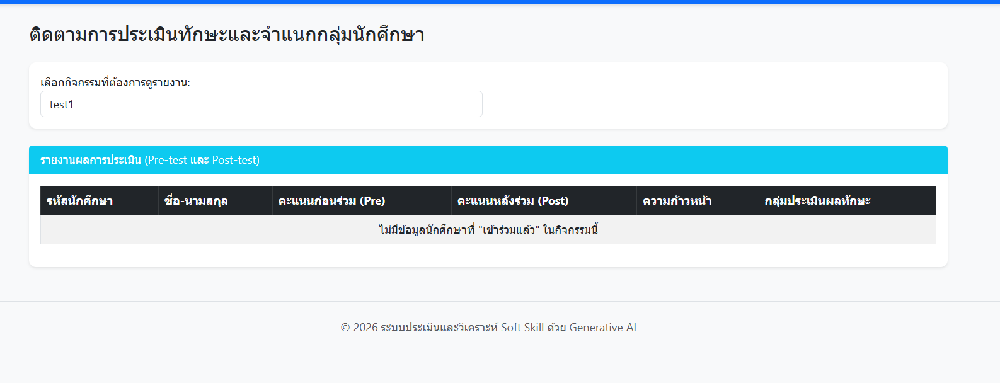 ติดตามการประเมินทักษะและจำแนกกลุ่มนักศึกษา
เลือกกิจกรรมที่ต้องการดูรายงาน:
test1
รายงานผลการประเมิน (Pre-test และ Post-test)
รหัสนักศึกษา ชื่อ-นามสกุล คะแนนก่อนร่วม (Pre) คะแนนหลังร่วม (Post) ความก้าวหน้า กลุ่มประเมินผลทักษะ
ไม่มีข้อมูลนักศึกษาที่ "เข้าร่วมแล้ว" ในกิจกรรมนี้
© 2026 ระบบประเมินและวิเคราะห์ Soft Skill ด้วย Generative AI